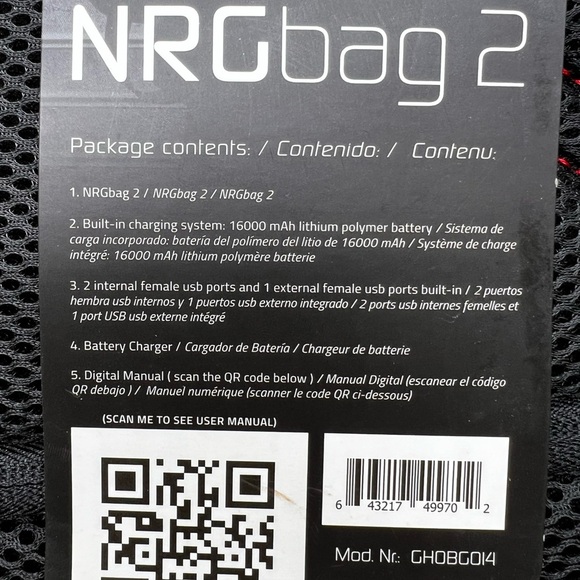 NRGbag 2
Package contents: / Contenido: / Contenu:
1. NRGbag 2 / NRGbag 2 / NRGbag 2
2. Built-in charging system: 16000 mAh lithium polymer battery / Sistema de
carga incorporado: batería del polímero del litio de 16000 mAh / Système de charge
intégré: 16000 mAh lithium polymère batterie
3. 2 internal female usb ports and 1 external female usb ports built-in / 2 puertos
hembra usb internos y 1 puertos usb externo integrado / 2 ports usb internes femelles et
1 port USB usb externe intégré
4. Battery Charger / Cargador de Batería / Chargeur de batterie
5. Digital Manual ( scan the QR code below ) / Manual Digital (escanear el código
QR debajo ) / Manuel numérique (scanner le code QR ci-dessous)
(SCAN ME TO SEE USER MANUAL)
6 43217 49970 2
Mod. Nr.: GHOBGO14